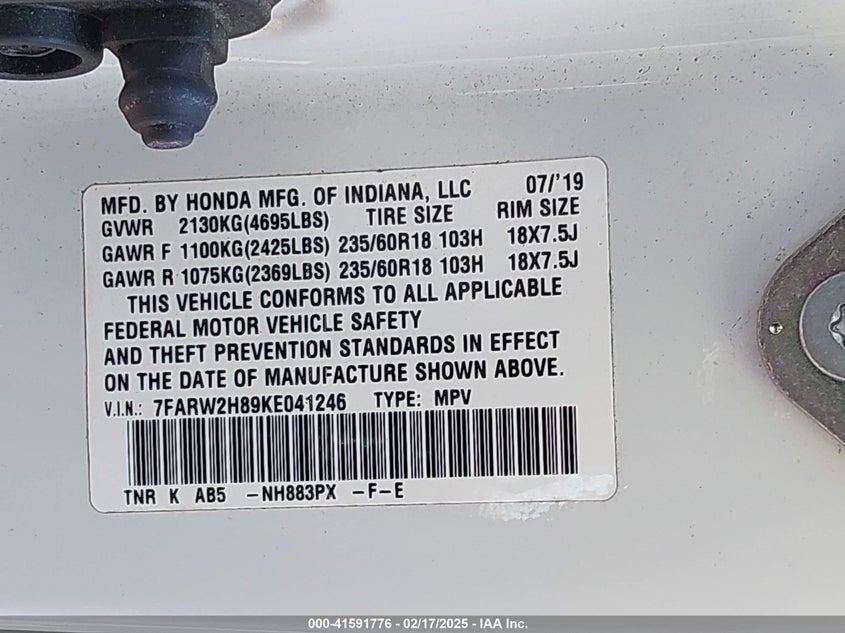 MFD. BY HONDA MFG. OF INDIANA, LLC 07/'19
GVWR 2130KG(4695LBS) TIRE SIZE RIM SIZE
GAWR F 1100KG(2425LBS) 235/60R18 103H 18X7.5J
GAWR R 1075KG(2369LBS) 235/60R18 103H 18X7.5J
THIS VEHICLE CONFORMS TO ALL APPLICABLE
FEDERAL MOTOR VEHICLE SAFETY
AND THEFT PREVENTION STANDARDS IN EFFECT
ON THE DATE OF MANUFACTURE SHOWN ABOVE.
V.I.N.: 7FARW2H89KE041246 TYPE: MPV
TNR K AB5 -NH883PX -F-E
000-41591776 - 02/17/2025 - IAA Inc.